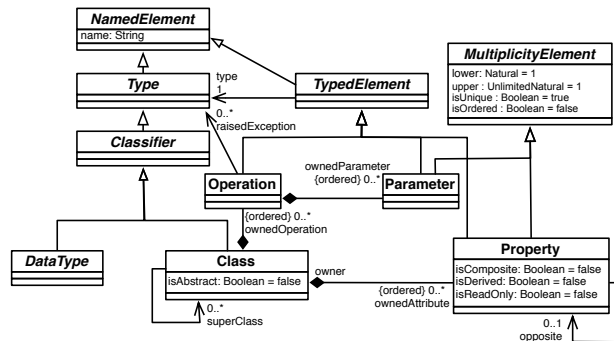 NamedElement
name: String
MultiplicityElement
lower: Natural = 1
upper : UnlimitedNatural = 1
isUnique : Boolean = true
isOrdered : Boolean = false
Type
type
1
TypedElement
0..*
raisedException
Classifier
Operation
ownedParameter
{ordered} 0..*
Parameter
{ordered} 0..*
ownedOperation
DataType
Class
isAbstract: Boolean = false
owner
{ordered} 0..*
ownedAttribute
Property
isComposite: Boolean = false
isDerived: Boolean = false
isReadOnly: Boolean = false
0..*
superClass
0..1
opposite